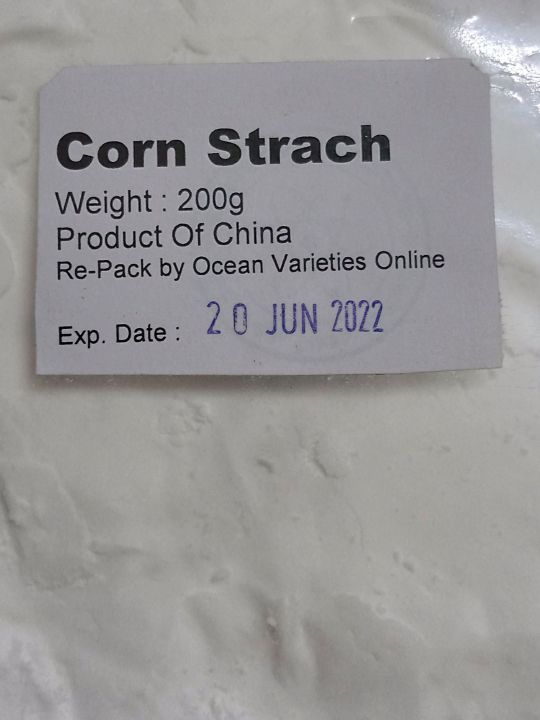 Corn Strach
Weight : 200g
Product Of China
Re-Pack by Ocean Varieties Online
Exp. Date : 20 JUN 2022